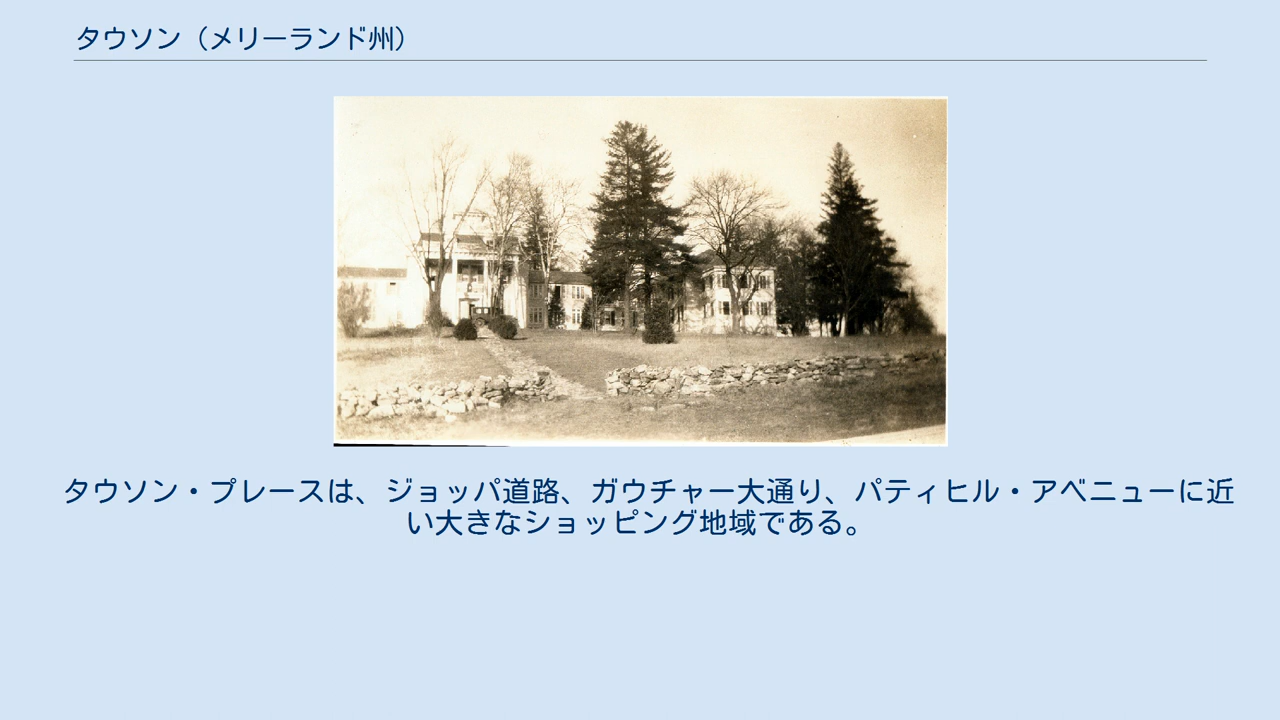 タウソン（メリーランド州）
タウソン・プレースは、ジョッパ道路、ガウチャー大通り、パティヒル・アベニューに近
い大きなショッピング地域である。